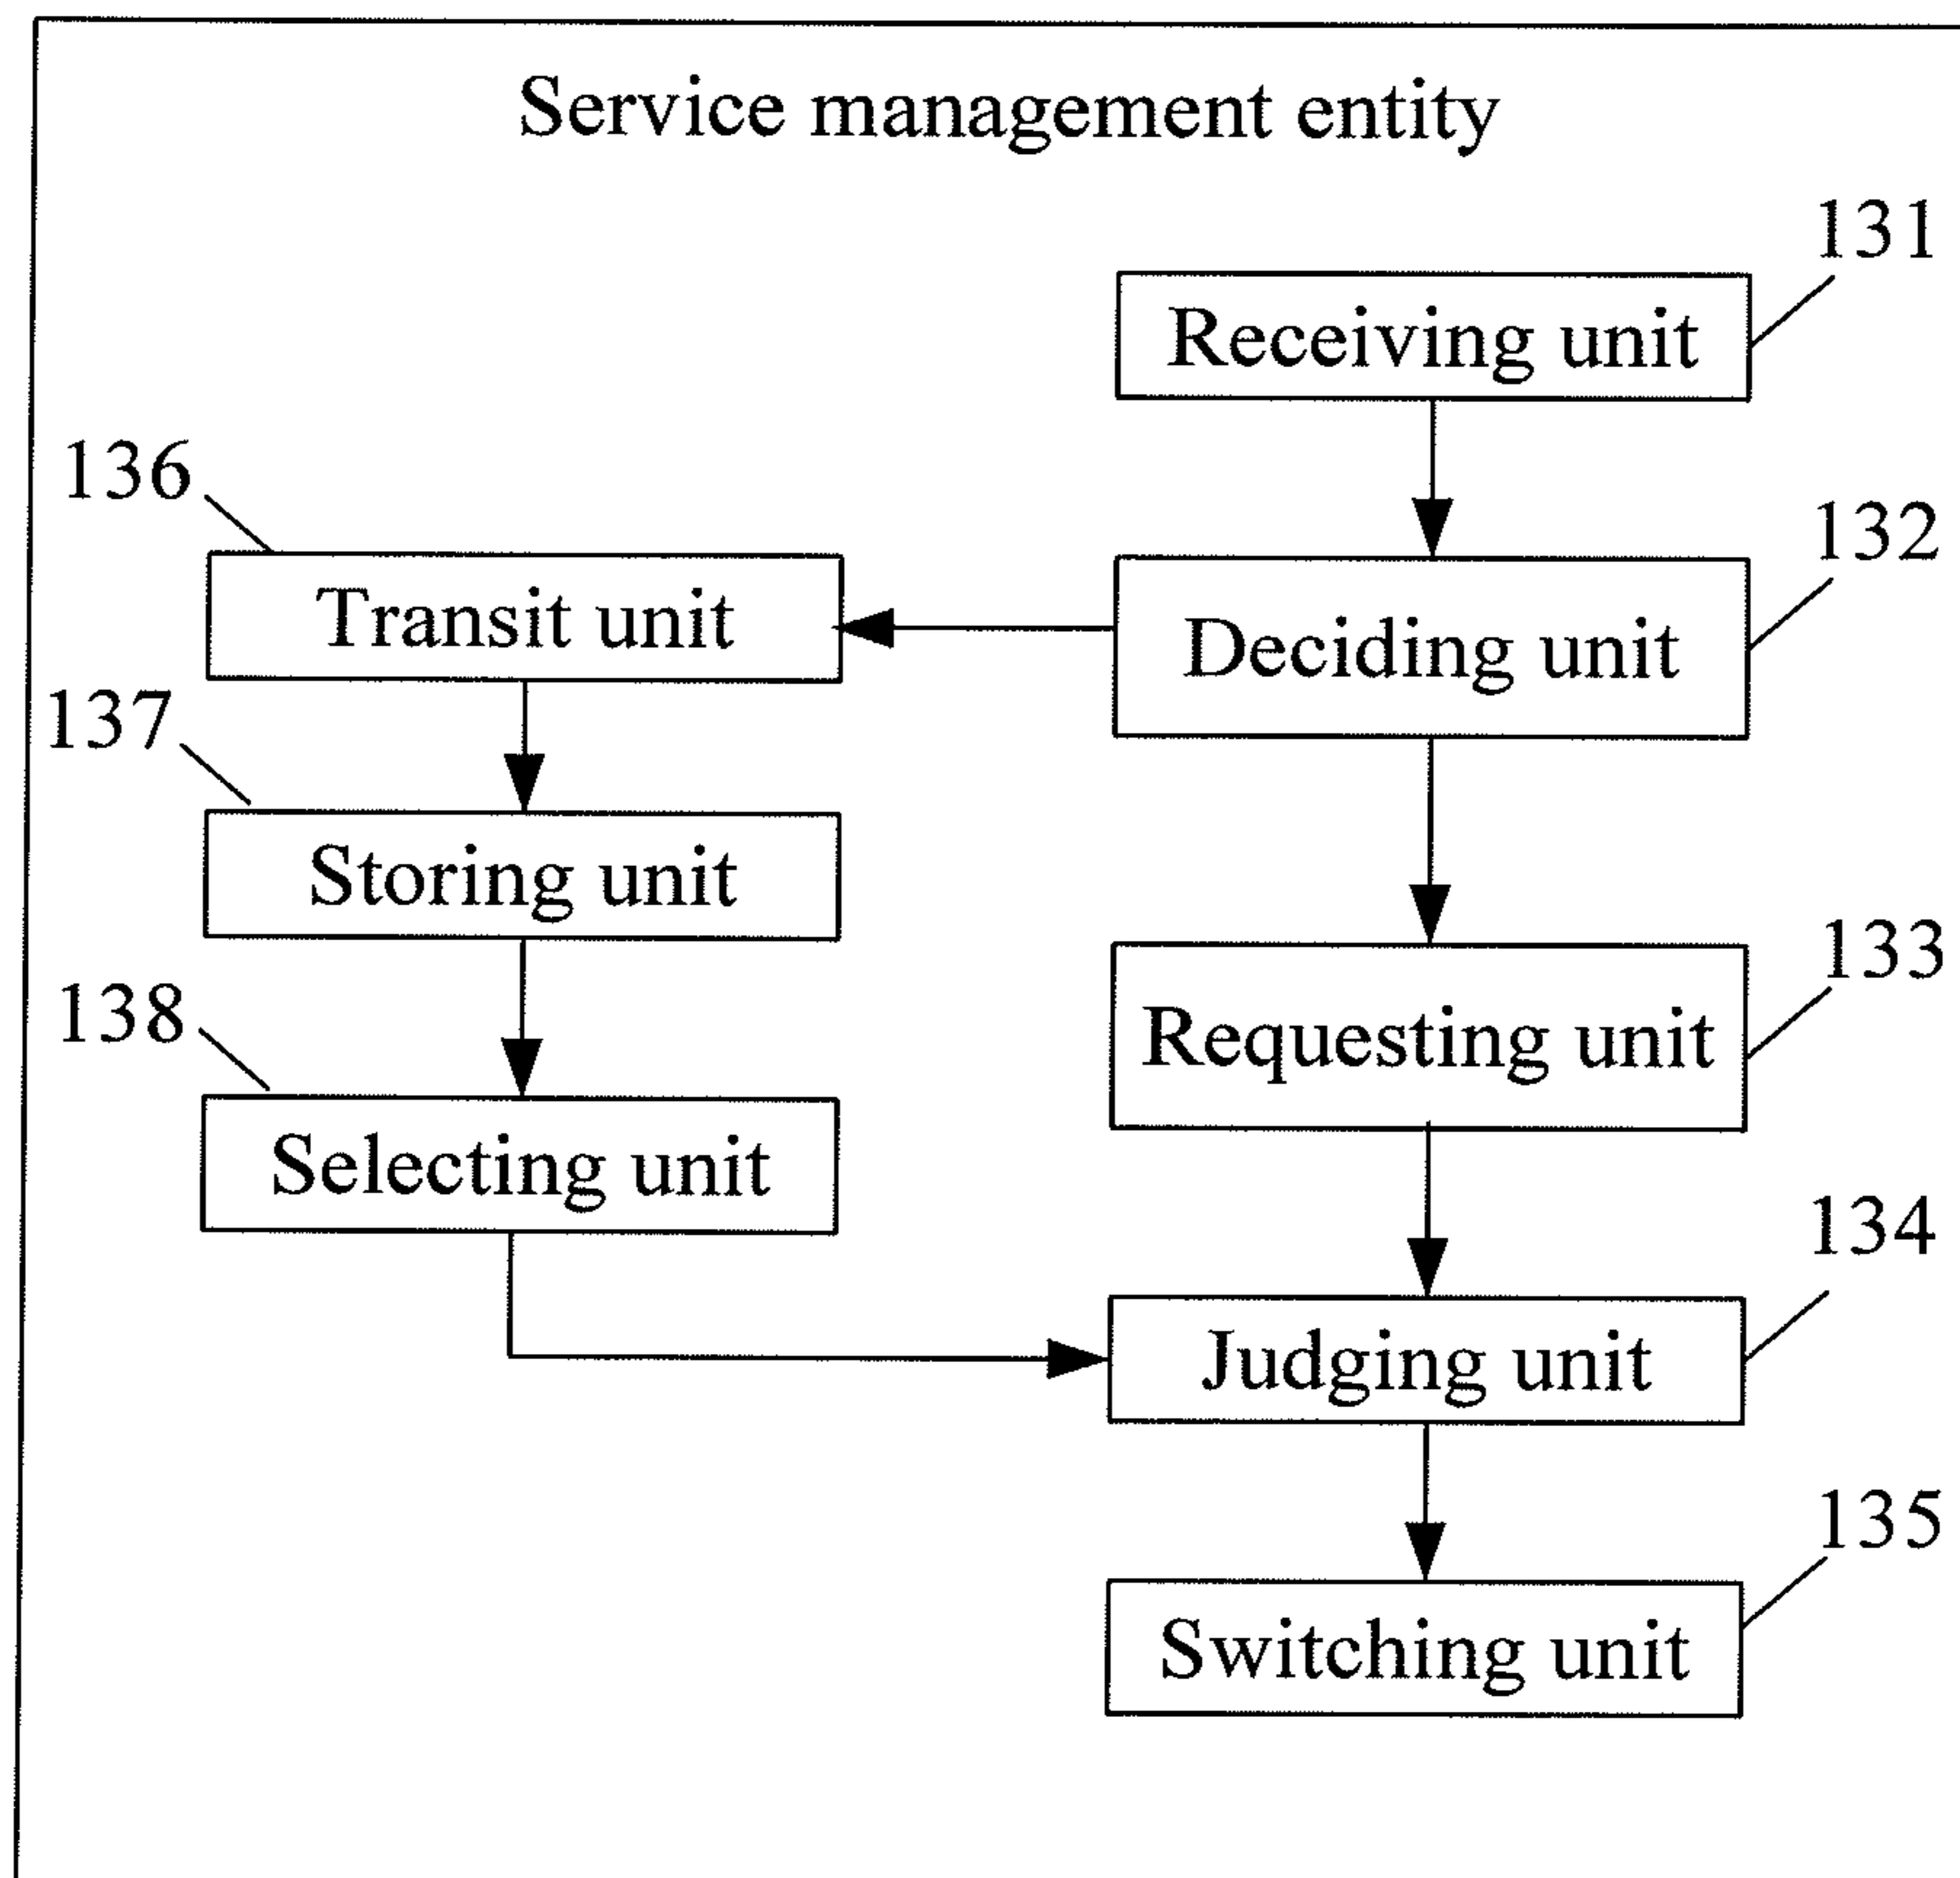 Service management entity
131
Receiving unit
136
132
Transit unit
Deciding unit
137
Storing unit
133
138
Requesting unit
Selecting unit
134
Judging unit
135
Switching unit